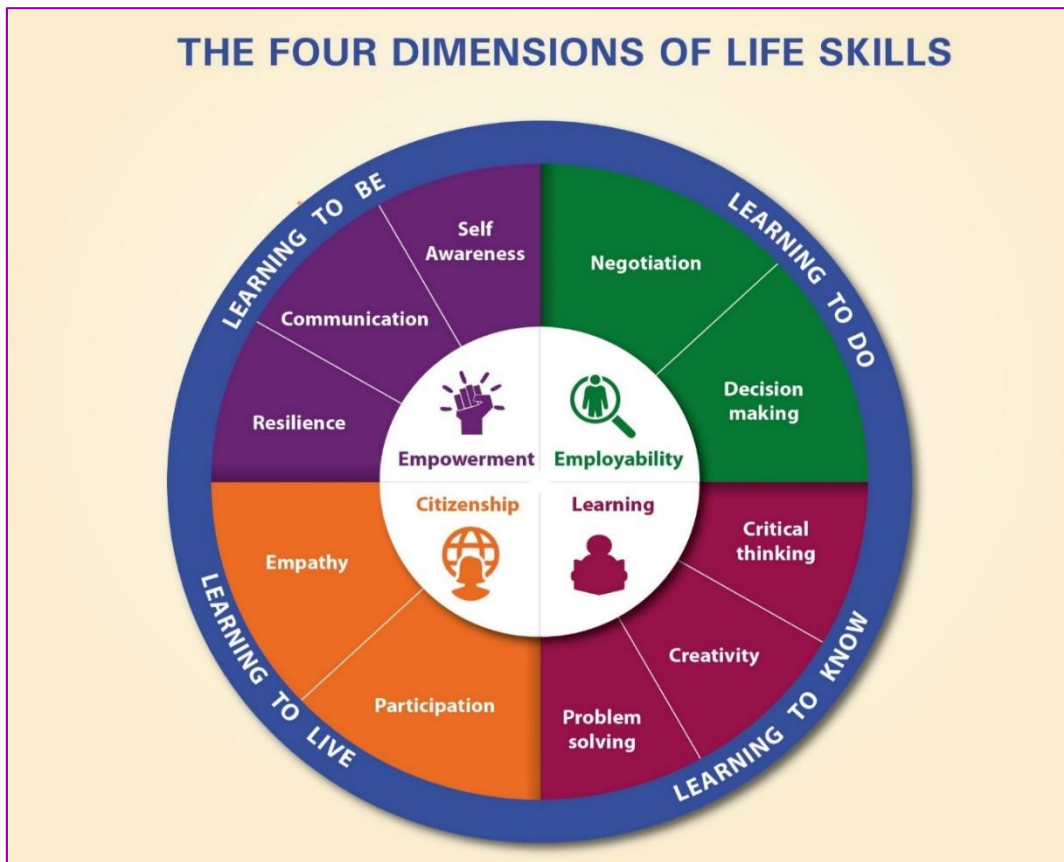 THE FOUR DIMENSIONS OF LIFE SKILLS
LEARNING TO BE
Self
Awareness
Communication
Resilience
Empowerment
LEARNING TO DO
Negotiation
Decision
making
Employability
Citizenship
Empathy
Participation
LEARNING TO LIVE
Learning
Critical
thinking
Creativity
Problem
solving
LEARNING TO KNOW